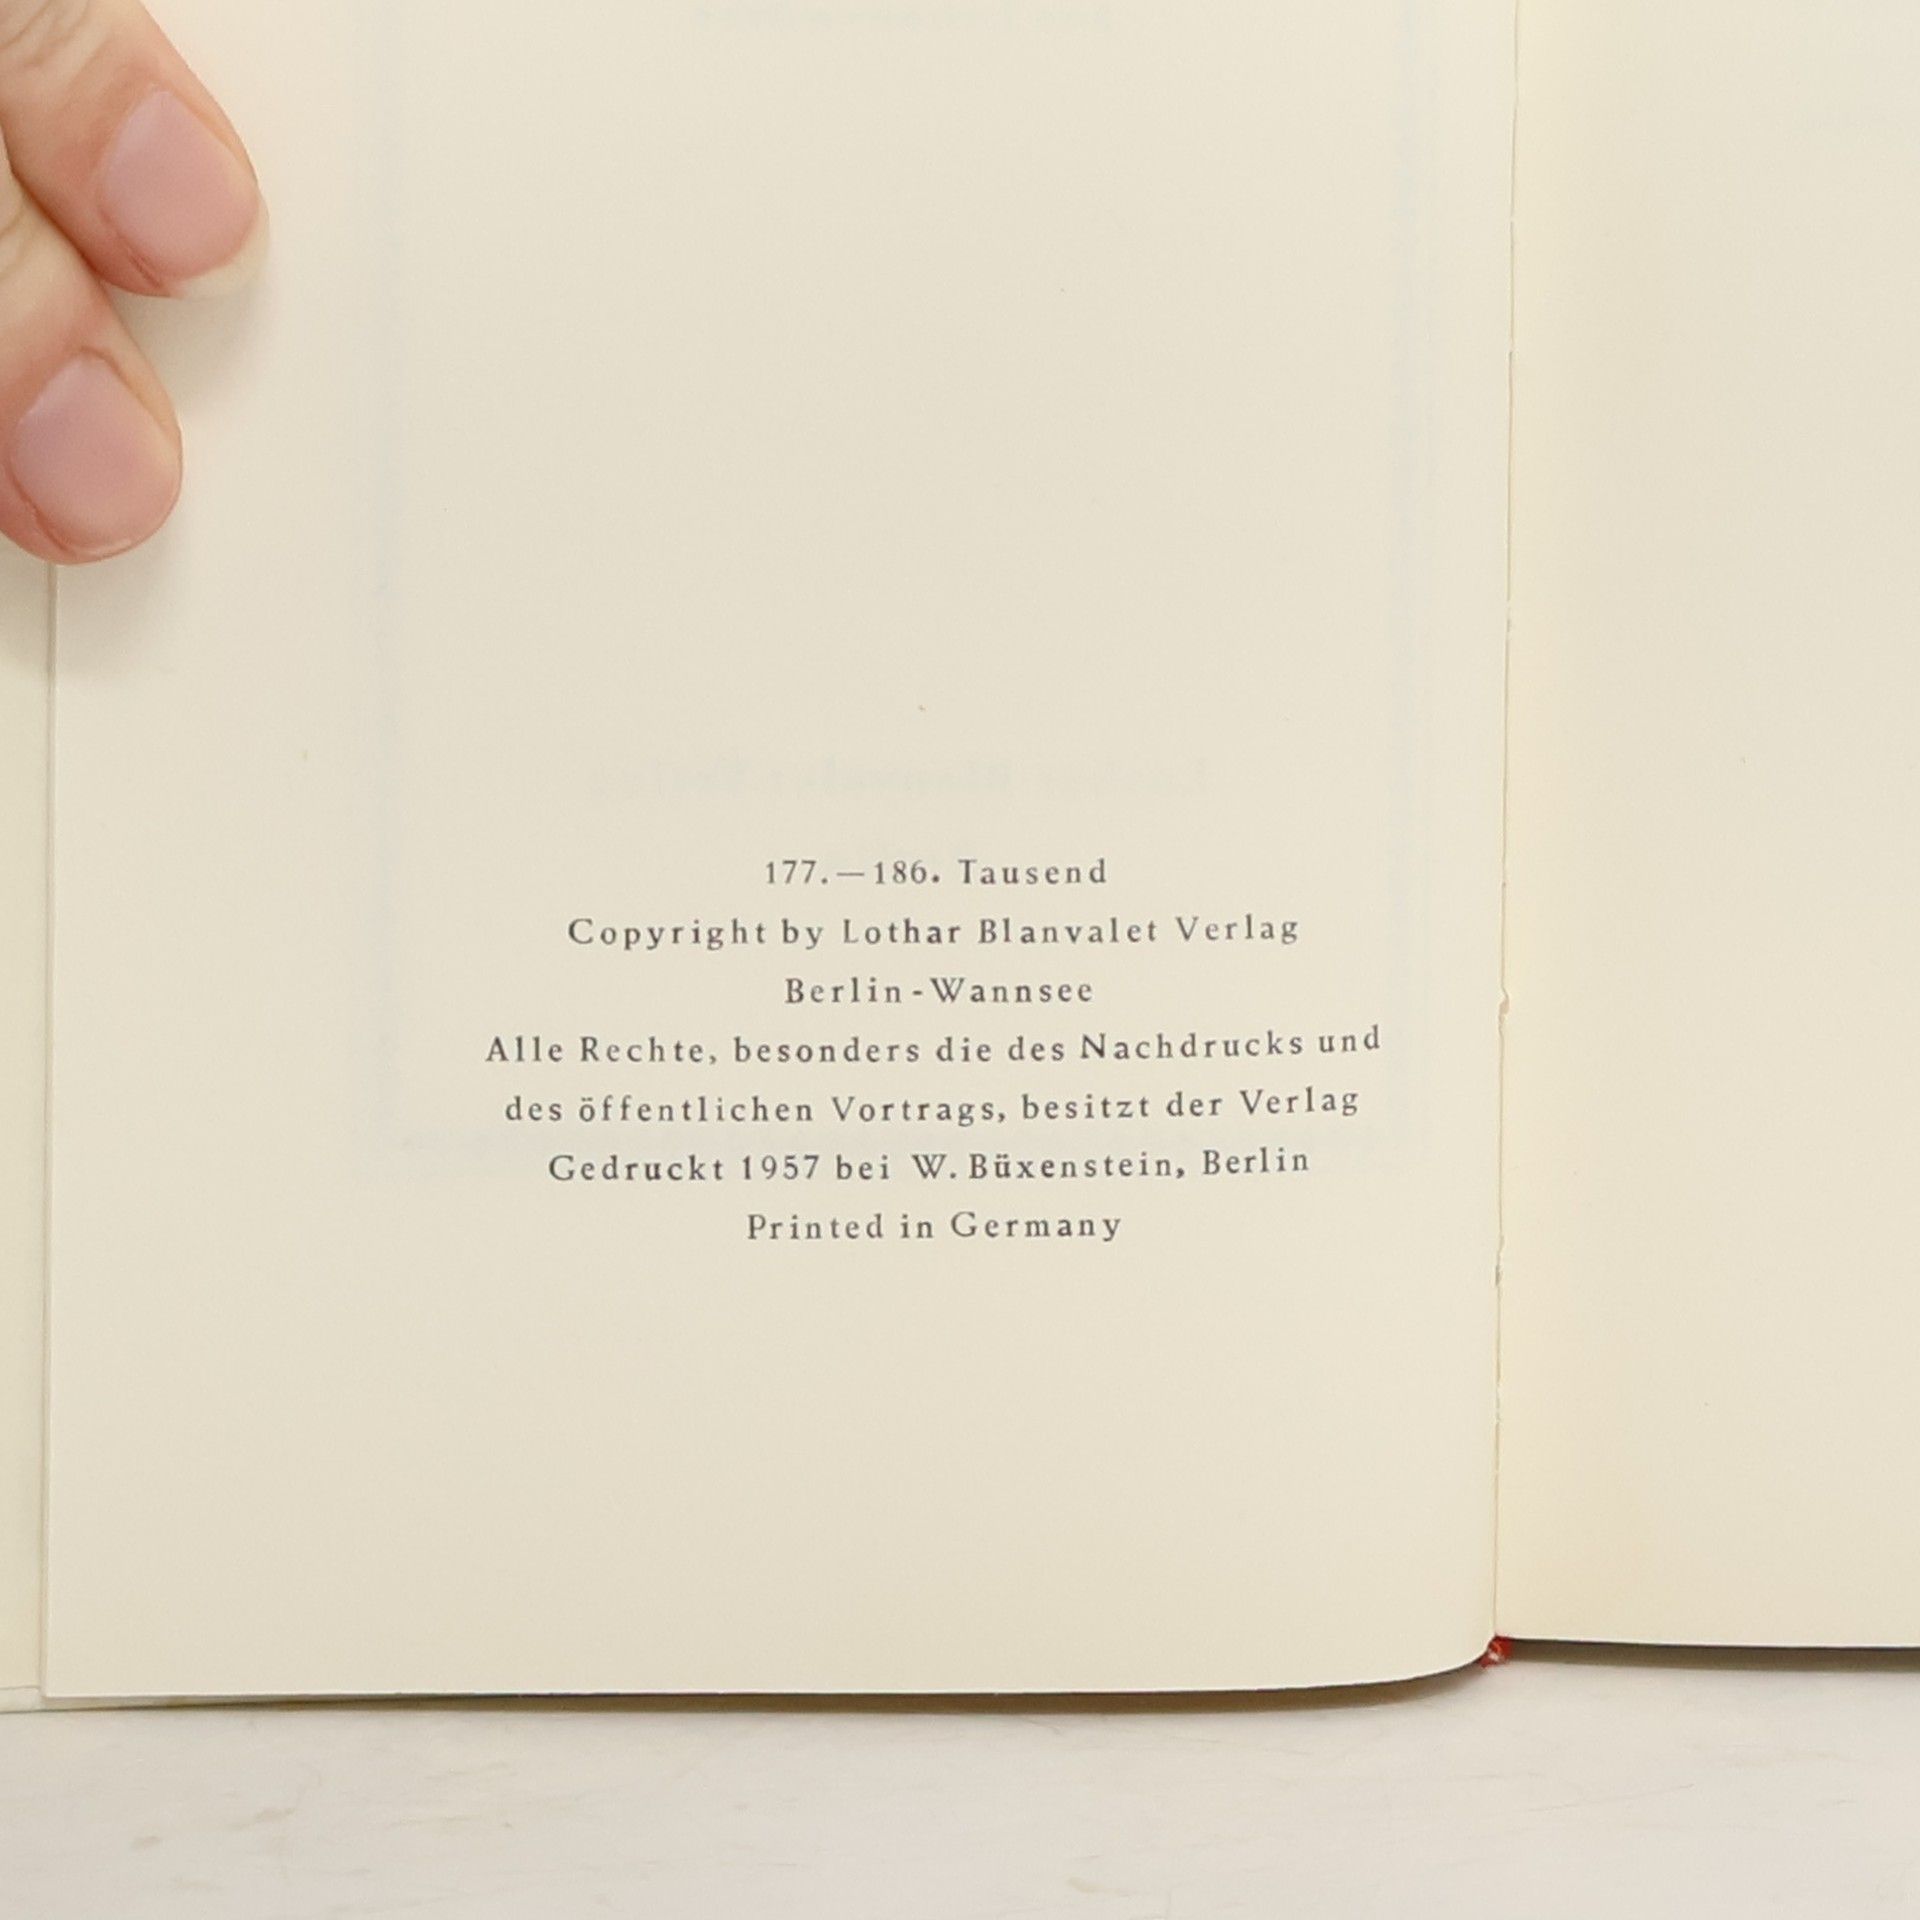 177.—186. Tausend
Copyright by Lothar Blanvalet Verlag
Berlin-Wannsee
Alle Rechte, besonders die des Nachdrucks und
des öffentlichen Vortrags, besitzt der Verlag
Gedruckt 1957 bei W. Büxenstein, Berlin
Printed in Germany